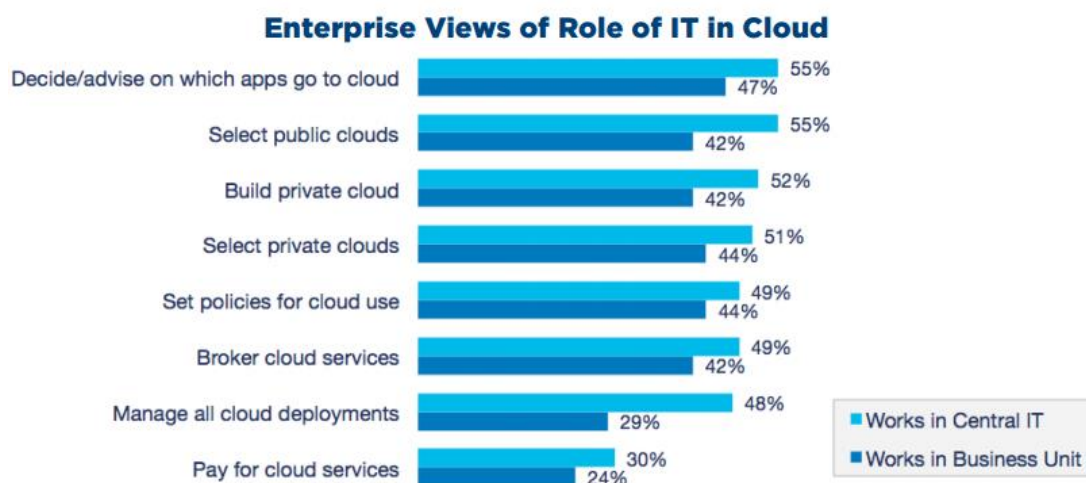 Enterprise Views of Role of IT in Cloud
Decide/advise on which apps go to cloud
55%
47%
Select public clouds
55%
42%
Build private cloud
52%
42%
Select private clouds
51%
44%
Set policies for cloud use
49%
44%
Broker cloud services
49%
42%
Manage all cloud deployments
48%
29%
Pay for cloud services
30%
24%
Works in Central IT
Works in Business Unit